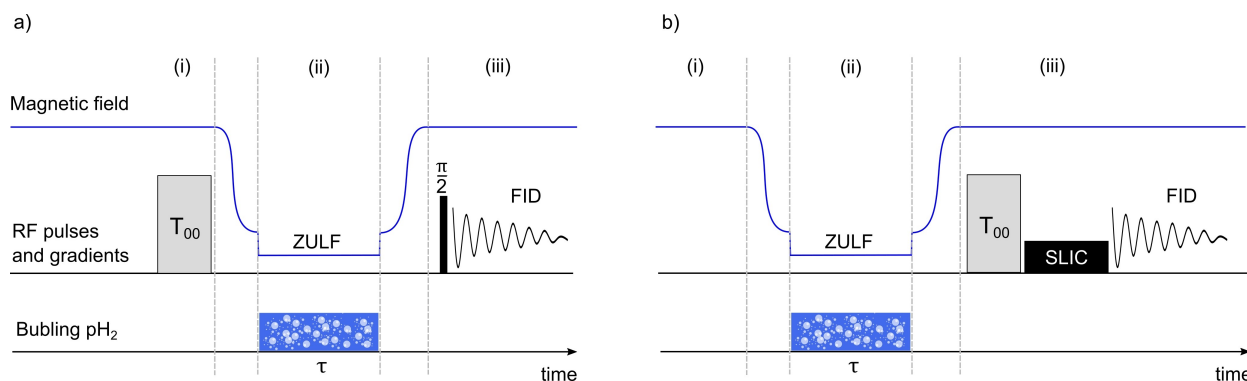 a)
(i)
(ii)
(iii)
Magnetic field
π
2
FID
RF pulses
and gradients
T00
ZULF
Bubling pH2
τ
time
b)
(i)
(ii)
(iii)
FID
T00
ZULF
SLIC
τ
time